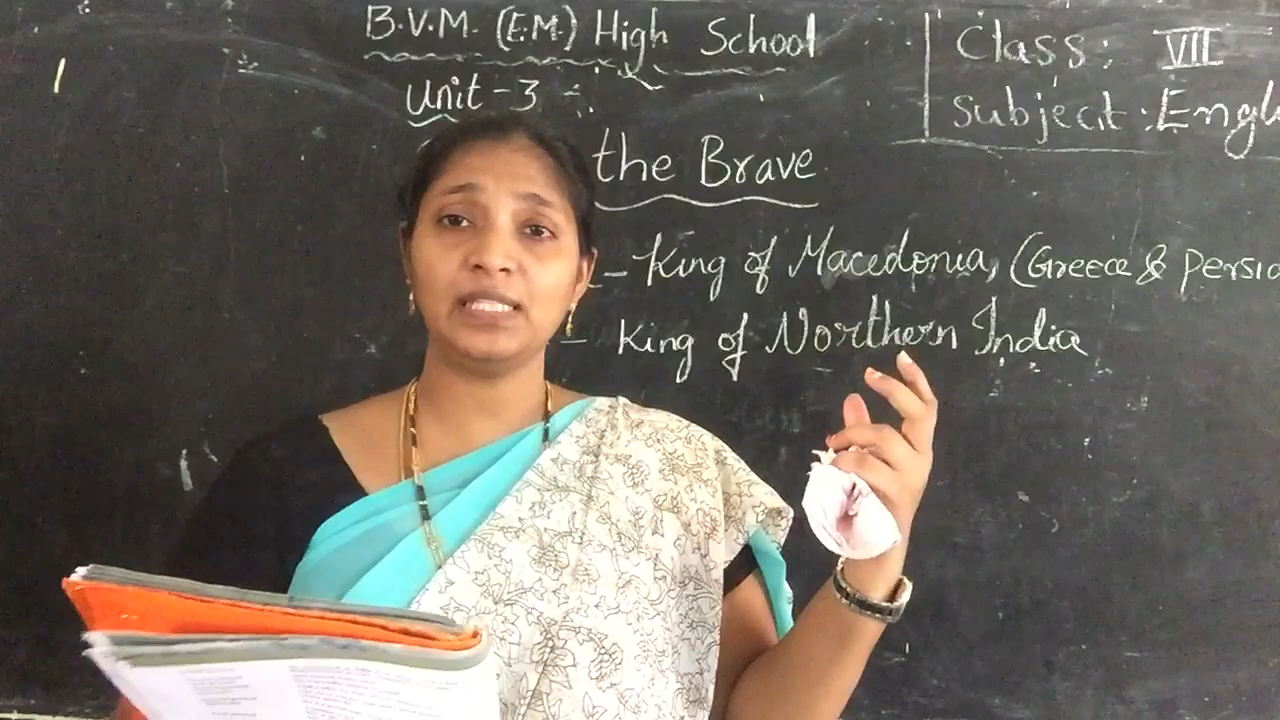 B.V.M. (E.M.) High School
Unit - 3
the Brave
- King of Macedonia, (Greece & Persia
- King of Northern India
Class: VII
Subject: Engl